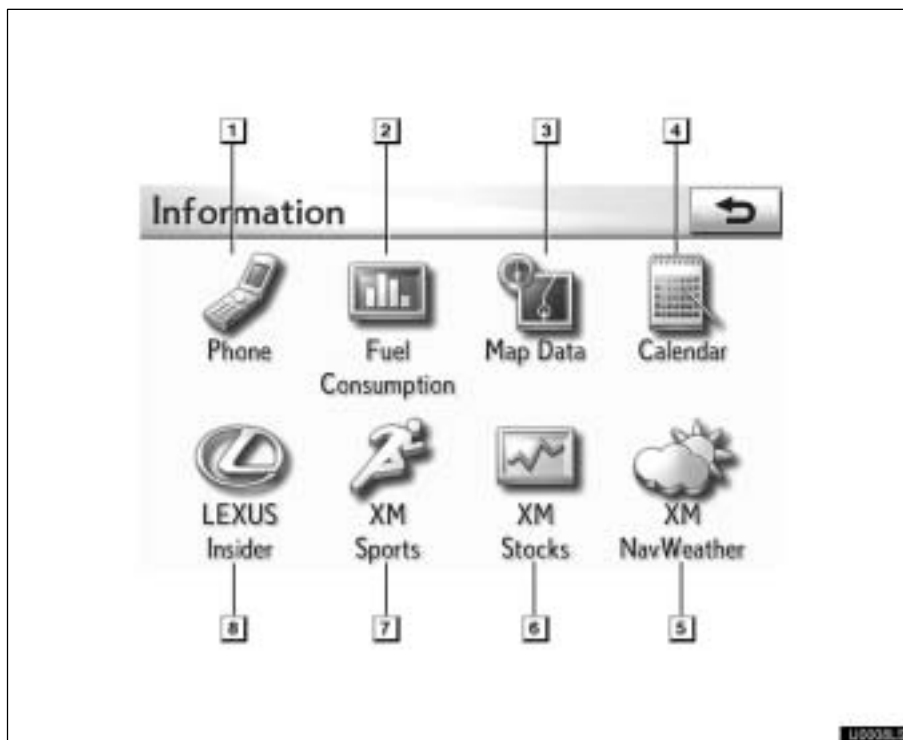 1 2 3 4
Information
Phone Fuel Map Data Calendar
Consumption
LEXUS XM XM XM
Insider Sports Stocks NavWeather
8 7 6 5